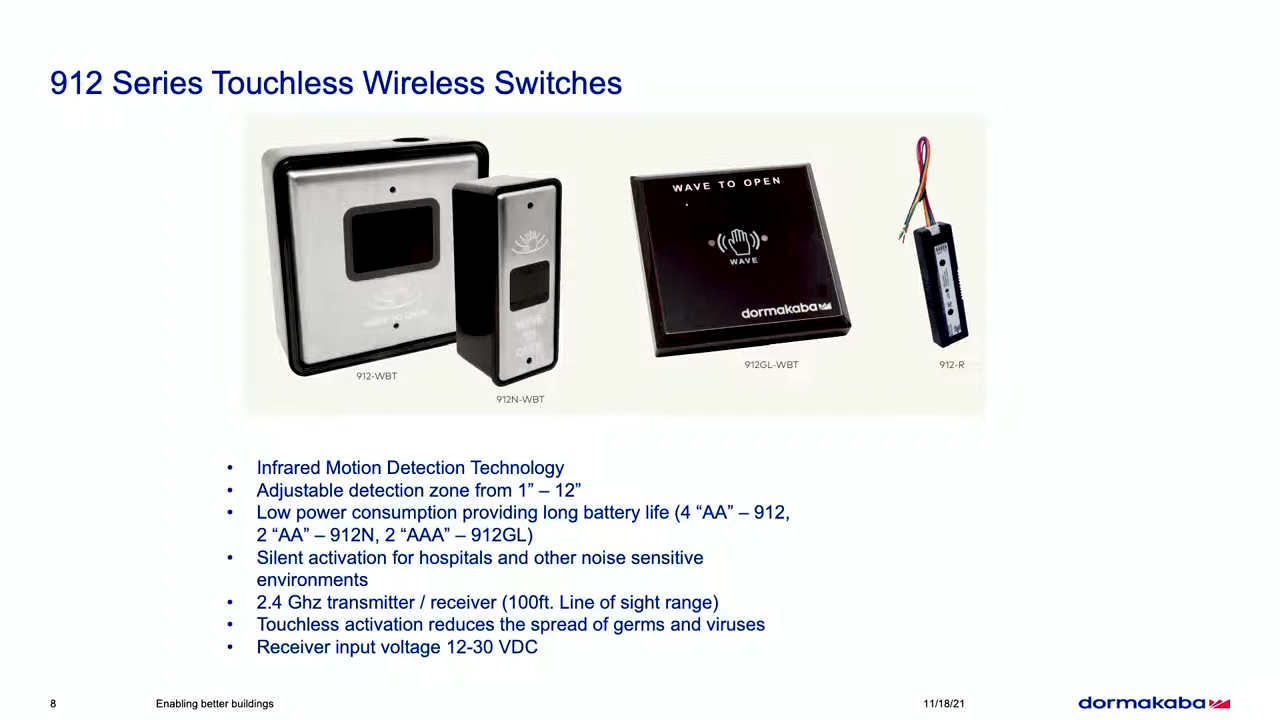 912 Series Touchless Wireless Switches
WAVE TO OPEN
WAVE
dormakaba
912-WBT
912N-WBT
912GL-WBT
912-R
• Infrared Motion Detection Technology
• Adjustable detection zone from 1” – 12”
• Low power consumption providing long battery life (4 “AA” – 912,
2 “AA” – 912N, 2 “AAA” – 912GL)
• Silent activation for hospitals and other noise sensitive
environments
• 2.4 Ghz transmitter / receiver (100ft. Line of sight range)
• Touchless activation reduces the spread of germs and viruses
• Receiver input voltage 12-30 VDC
8
Enabling better buildings
11/18/21
dormakaba